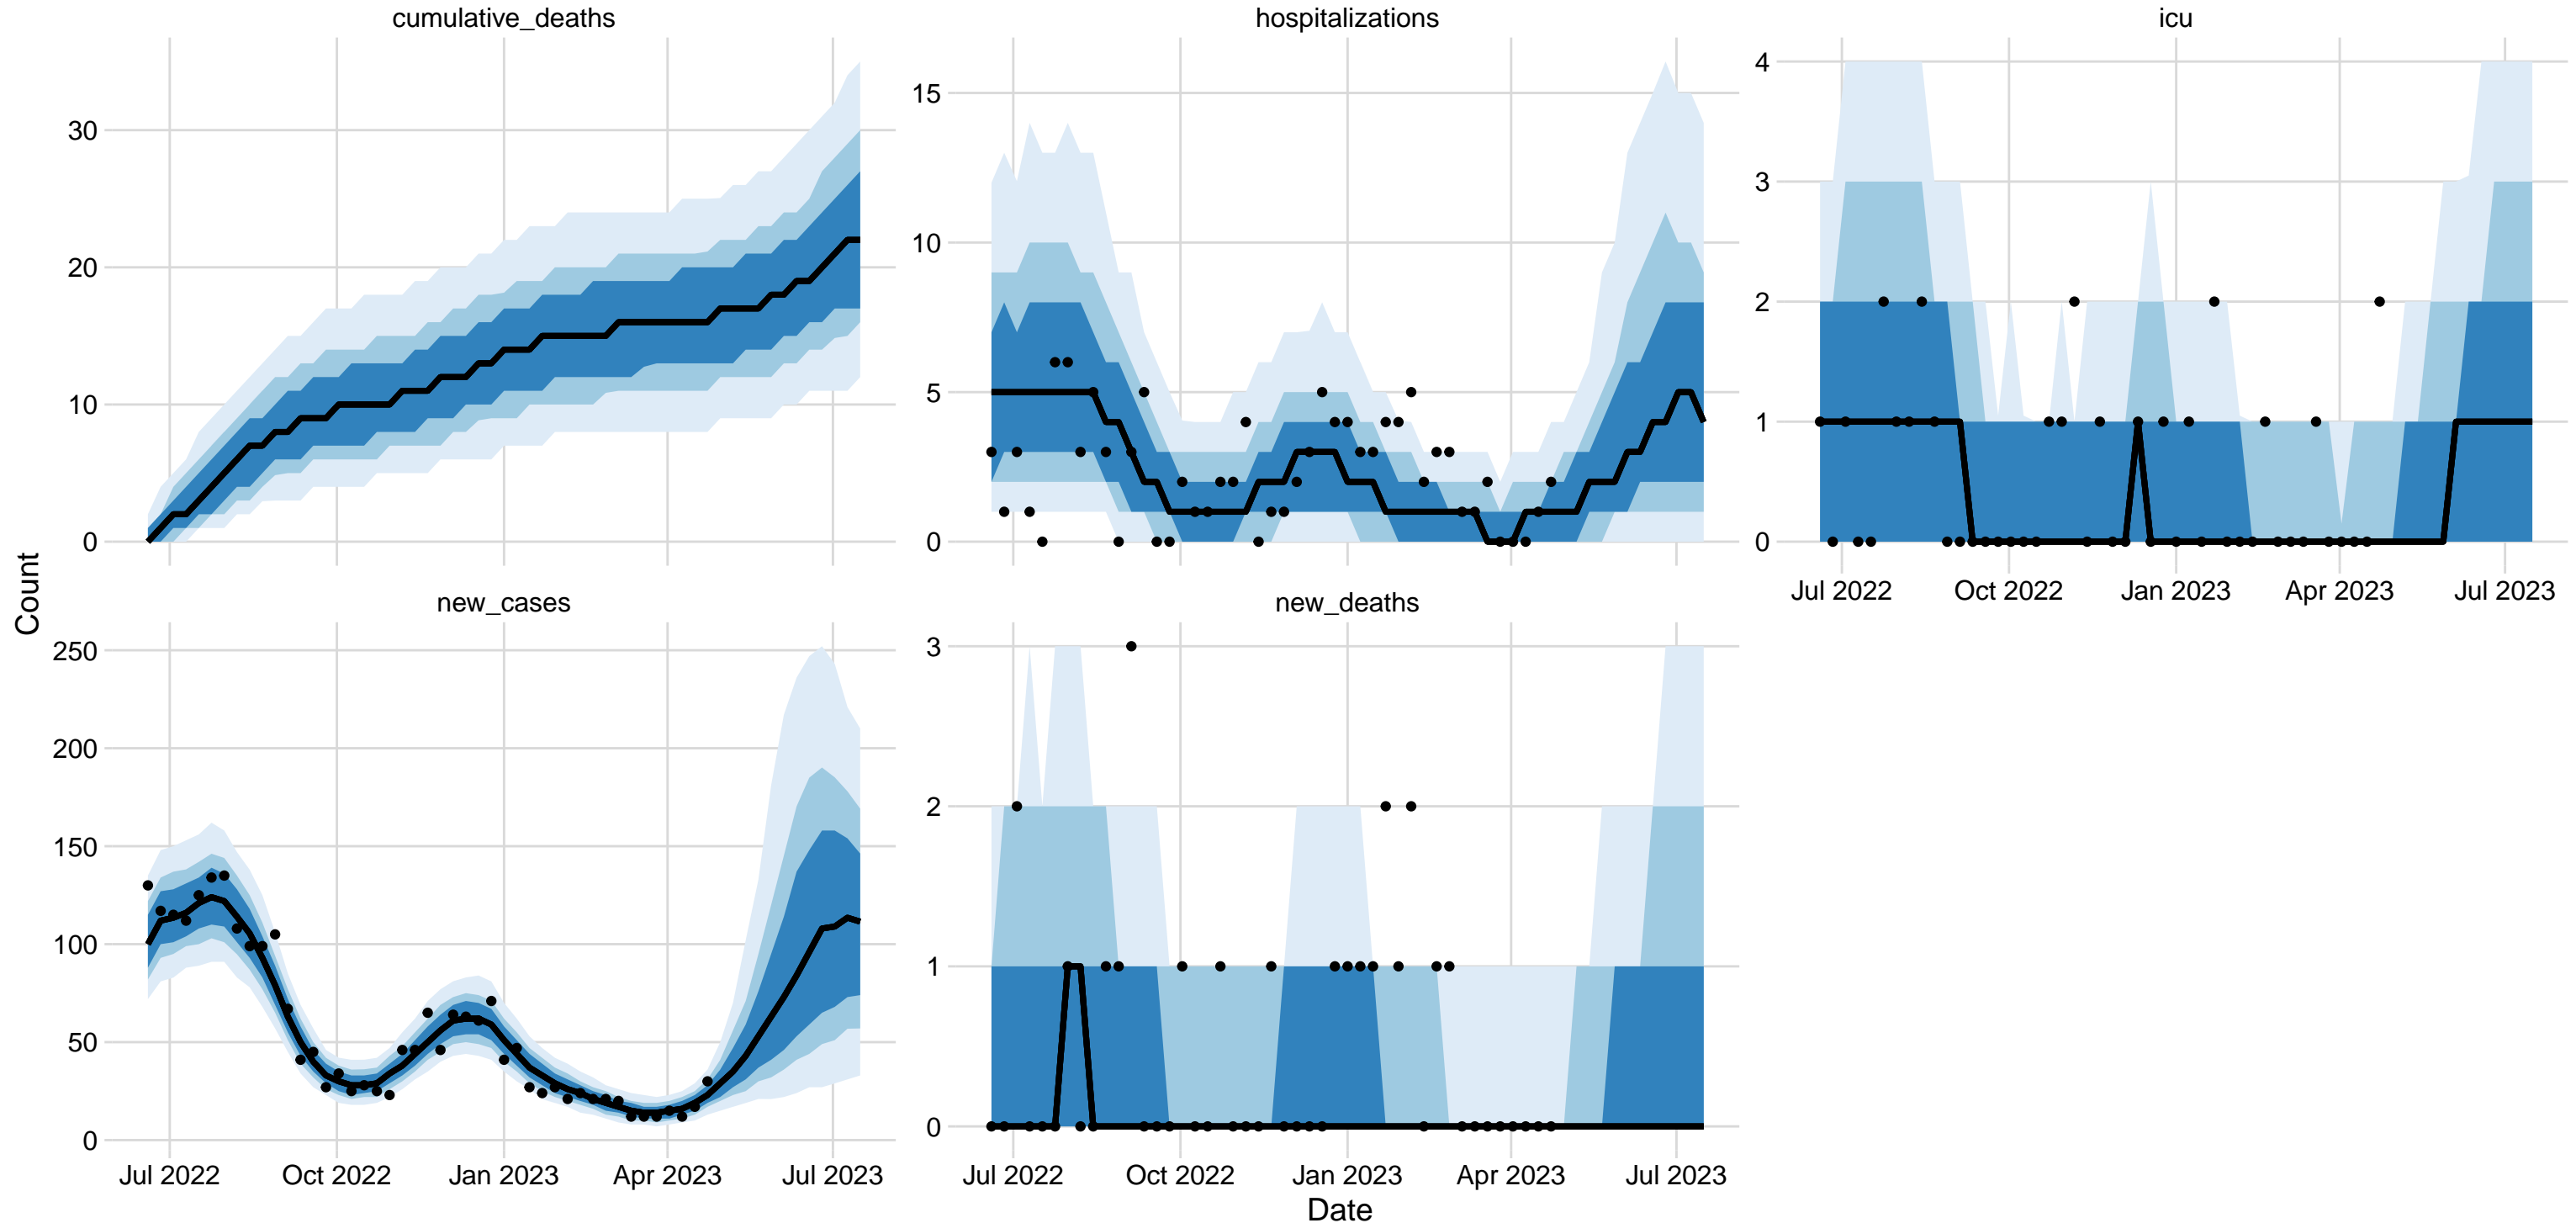 cumulative_deaths
30
20
10
0
hospitalizations
15
10
5
0
icu
4
3
2
1
0
Jul 2022 Oct 2022 Jan 2023 Apr 2023 Jul 2023
Count
new_cases
250
200
150
100
50
0
Jul 2022 Oct 2022 Jan 2023 Apr 2023 Jul 2023
new_deaths
3
2
1
0
Jul 2022 Oct 2022 Jan 2023 Apr 2023 Jul 2023
Date